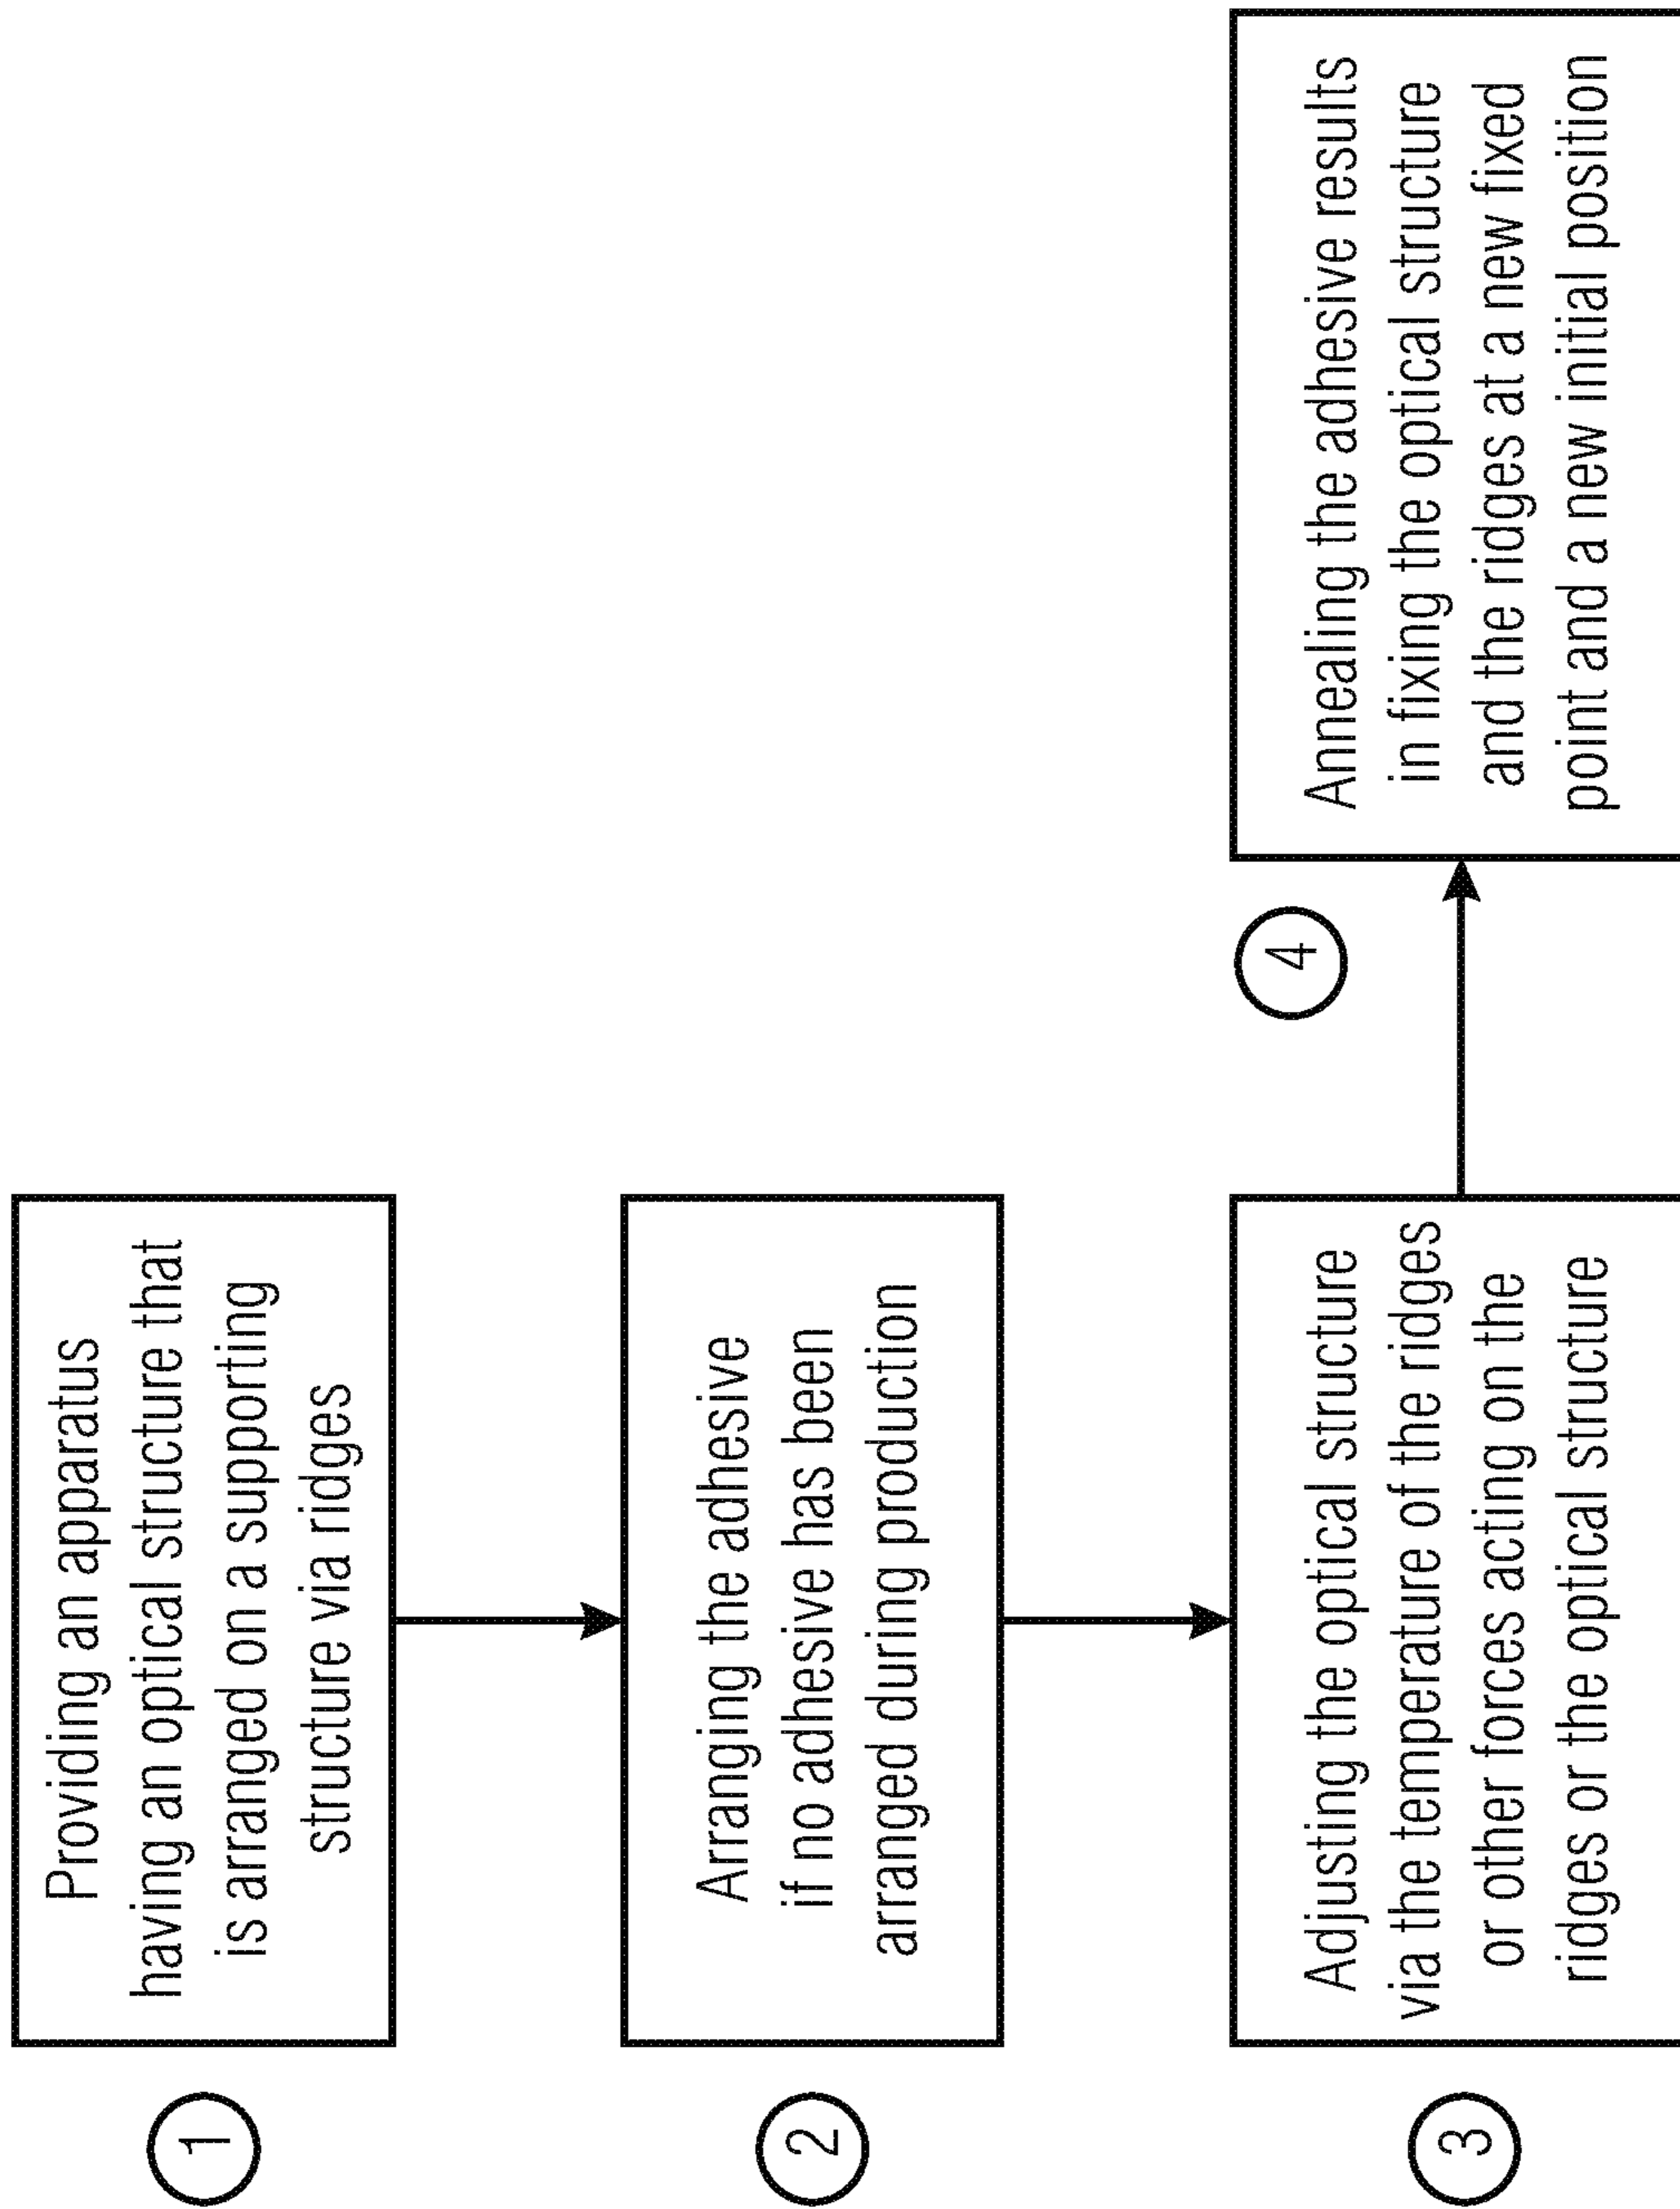 1
Providing an apparatus
having an optical structure that
is arranged on a supporting
structure via ridges
2
Arranging the adhesive
if no adhesive has been
arranged during production
3
Adjusting the optical structure
via the temperature of the ridges
or other forces acting on the
ridges or the optical structure
4
Annealing the adhesive results
in fixing the optical structure
and the ridges at a new fixed
point and a new initial position